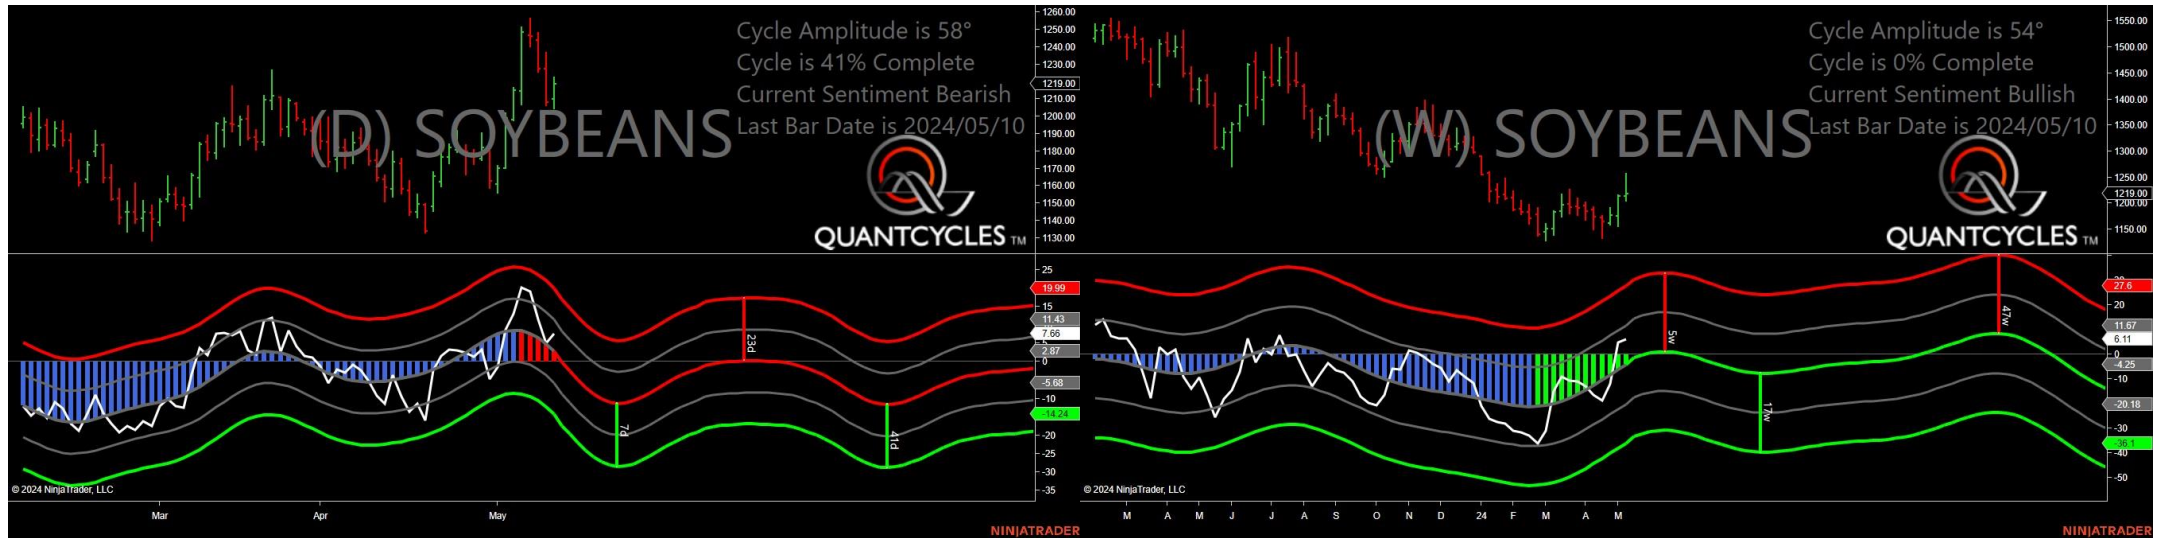 Cycle Amplitude is 58°
Cycle is 41% Complete
Current Sentiment Bearish
Last Bar Date is 2024/05/10
(D) SOYBEANS
QUANTCYCLES TM
1260.00
1250.00
1240.00
1230.00
1219.00
1210.00
1200.00
1190.00
1180.00
1170.00
1160.00
1150.00
1140.00
1130.00
25
19.99
15
11.43
7.66
2.87
0
-5.68
-10
-14.24
-20
-25
-30
-35
23d
7d
41d
© 2024 NinjaTrader, LLC
Mar
Apr
May
NINJATRADER
Cycle Amplitude is 54°
Cycle is 0% Complete
Current Sentiment Bullish
Last Bar Date is 2024/05/10
(W) SOYBEANS
QUANTCYCLES TM
1550.00
1500.00
1450.00
1400.00
1350.00
1300.00
1250.00
1219.00
1200.00
1150.00
27.6
20
11.67
6.11
0
-4.25
-10
-20.18
-30
-36.1
-40
-50
5w
17w
47w
© 2024 NinjaTrader, LLC
M A M J J A S O N D 24 F M A M
NINJATRADER